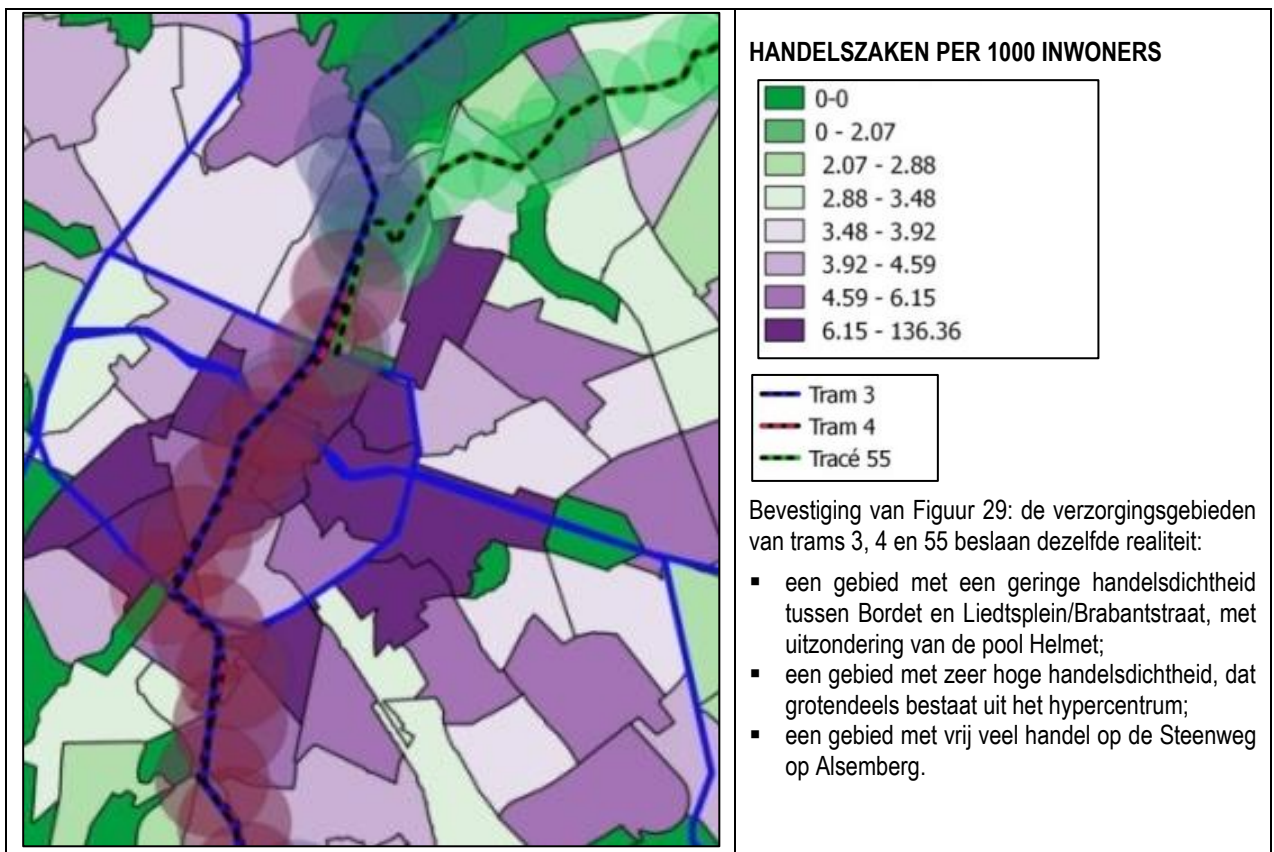 HANDELSZAKEN PER 1000 INWONERS
0-0
0 - 2.07
2.07 - 2.88
2.88 - 3.48
3.48 - 3.92
3.92 - 4.59
4.59 - 6.15
6.15 - 136.36
Tram 3
Tram 4
Tracé 55
Bevestiging van Figuur 29: de verzorgingsgebieden
van trams 3, 4 en 55 beslaan dezelfde realiteit:
▪ een gebied met een geringe handelsdichtheid
tussen Bordet en Liedtsplein/Brabantstraat, met
uitzondering van de pool Helmet;
▪ een gebied met zeer hoge handelsdichtheid, dat
grotendeels bestaat uit het hypercentrum;
▪ een gebied met vrij veel handel op de Steenweg
op Alsemberg.